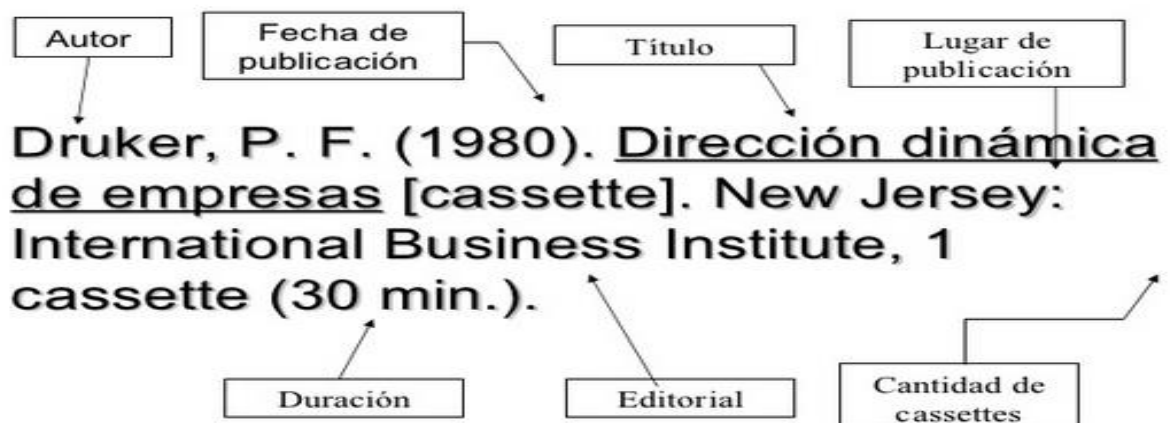 Autor
Fecha de
publicación
Título
Lugar de
publicación
Druker, P. F. (1980). Dirección dinámica
de empresas [cassette]. New Jersey:
International Business Institute, 1
cassette (30 min.).
Duración
Editorial
Cantidad de
cassettes